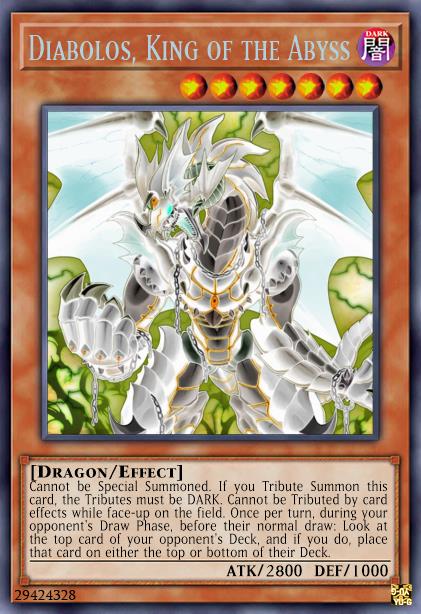 Diabolos, King of the Abyss
DARK
闇
[Dragon/Effect]
Cannot be Special Summoned. If you Tribute Summon
this card, the Tributes must be DARK. Cannot be Tributed by card
effects while face-up on the field. Once per turn, during your
opponent's Draw Phase, before their normal draw: Look at
the top card of your opponent's Deck, and if you do, place
that card on either the top or bottom of their Deck.
ATK/2800 DEF/1000
29424328